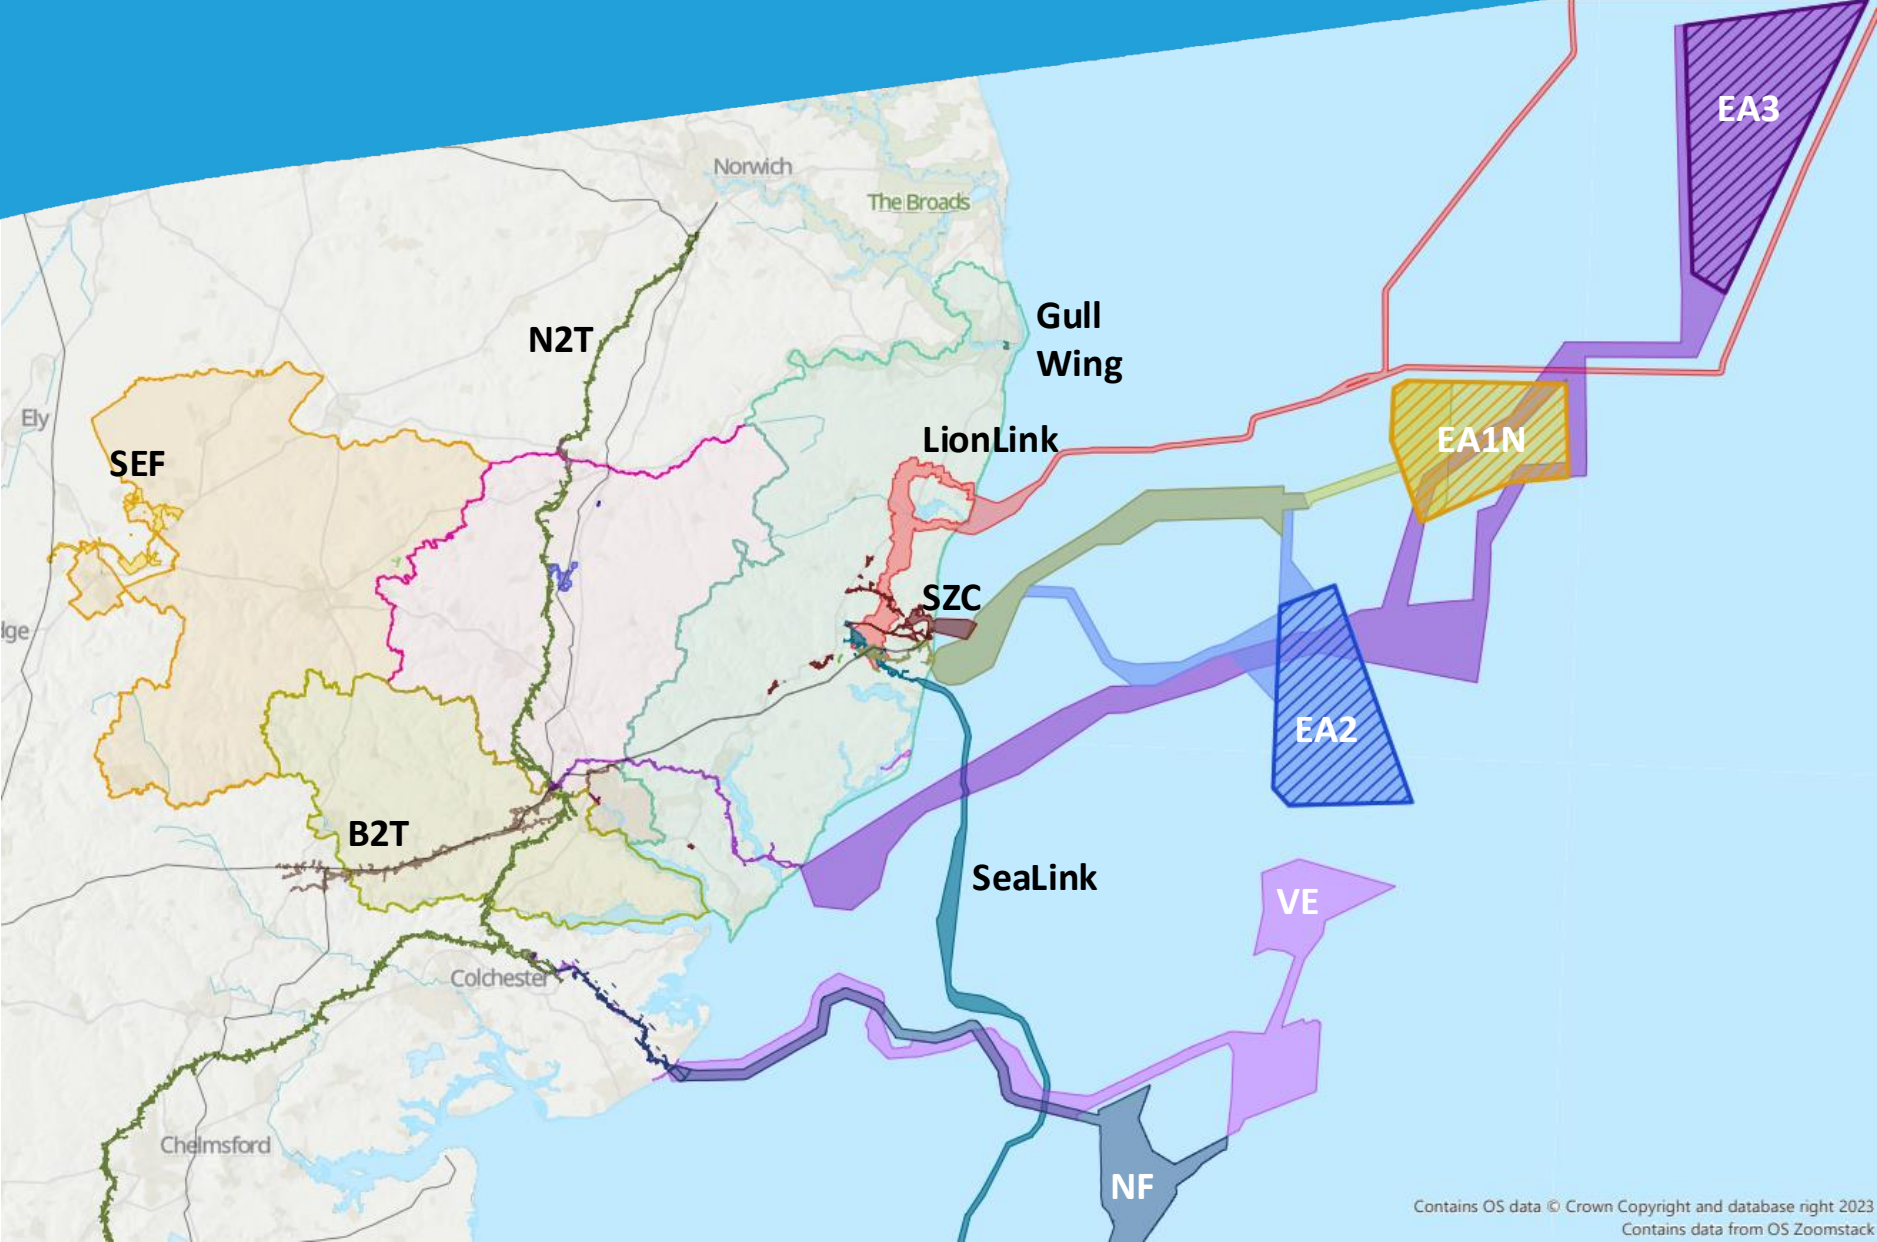 EA3
Norwich
The Broads
Gull
Wing
N2T
Ely
LionLink
EA1N
SEF
SZC
dge
EA2
B2T
SeaLink
VE
Colchester
Chelmsford
NF
Contains OS data © Crown Copyright and database right 2023
Contains data from OS Zoomstack